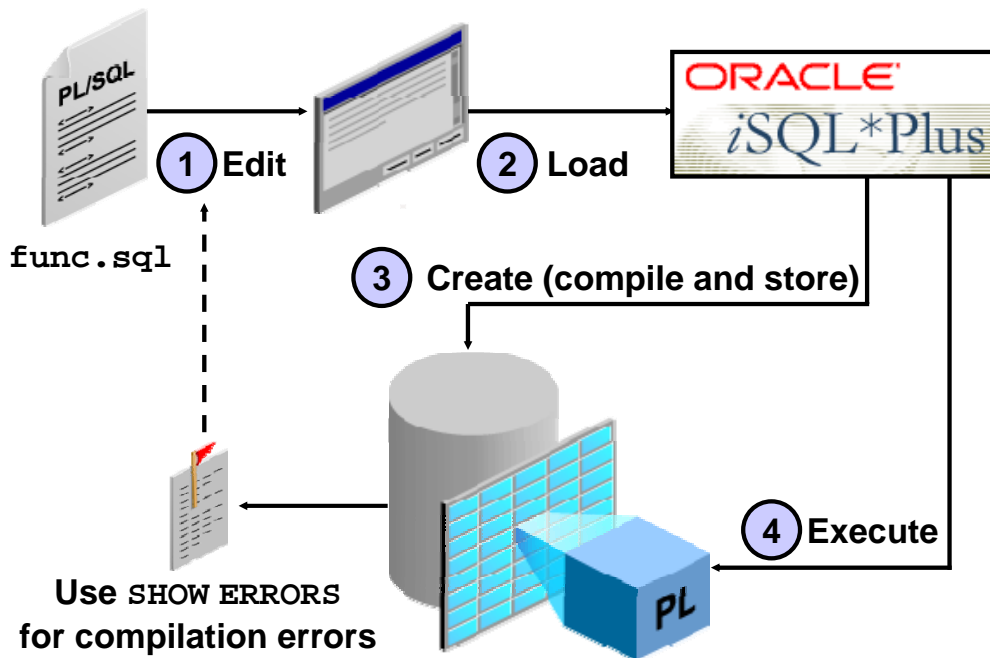 PL/SQL
ORACLE
iSQL*Plus
1 Edit
2 Load
func.sql
3 Create (compile and store)
4 Execute
PL
Use SHOW ERRORS
for compilation errors